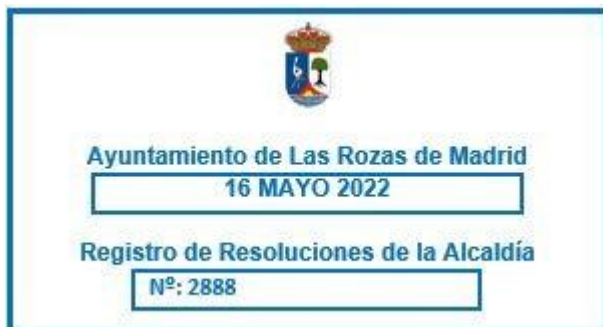 Ayuntamiento de Las Rozas de Madrid
16 MAYO 2022
Registro de Resoluciones de la Alcaldía
Nº: 2888